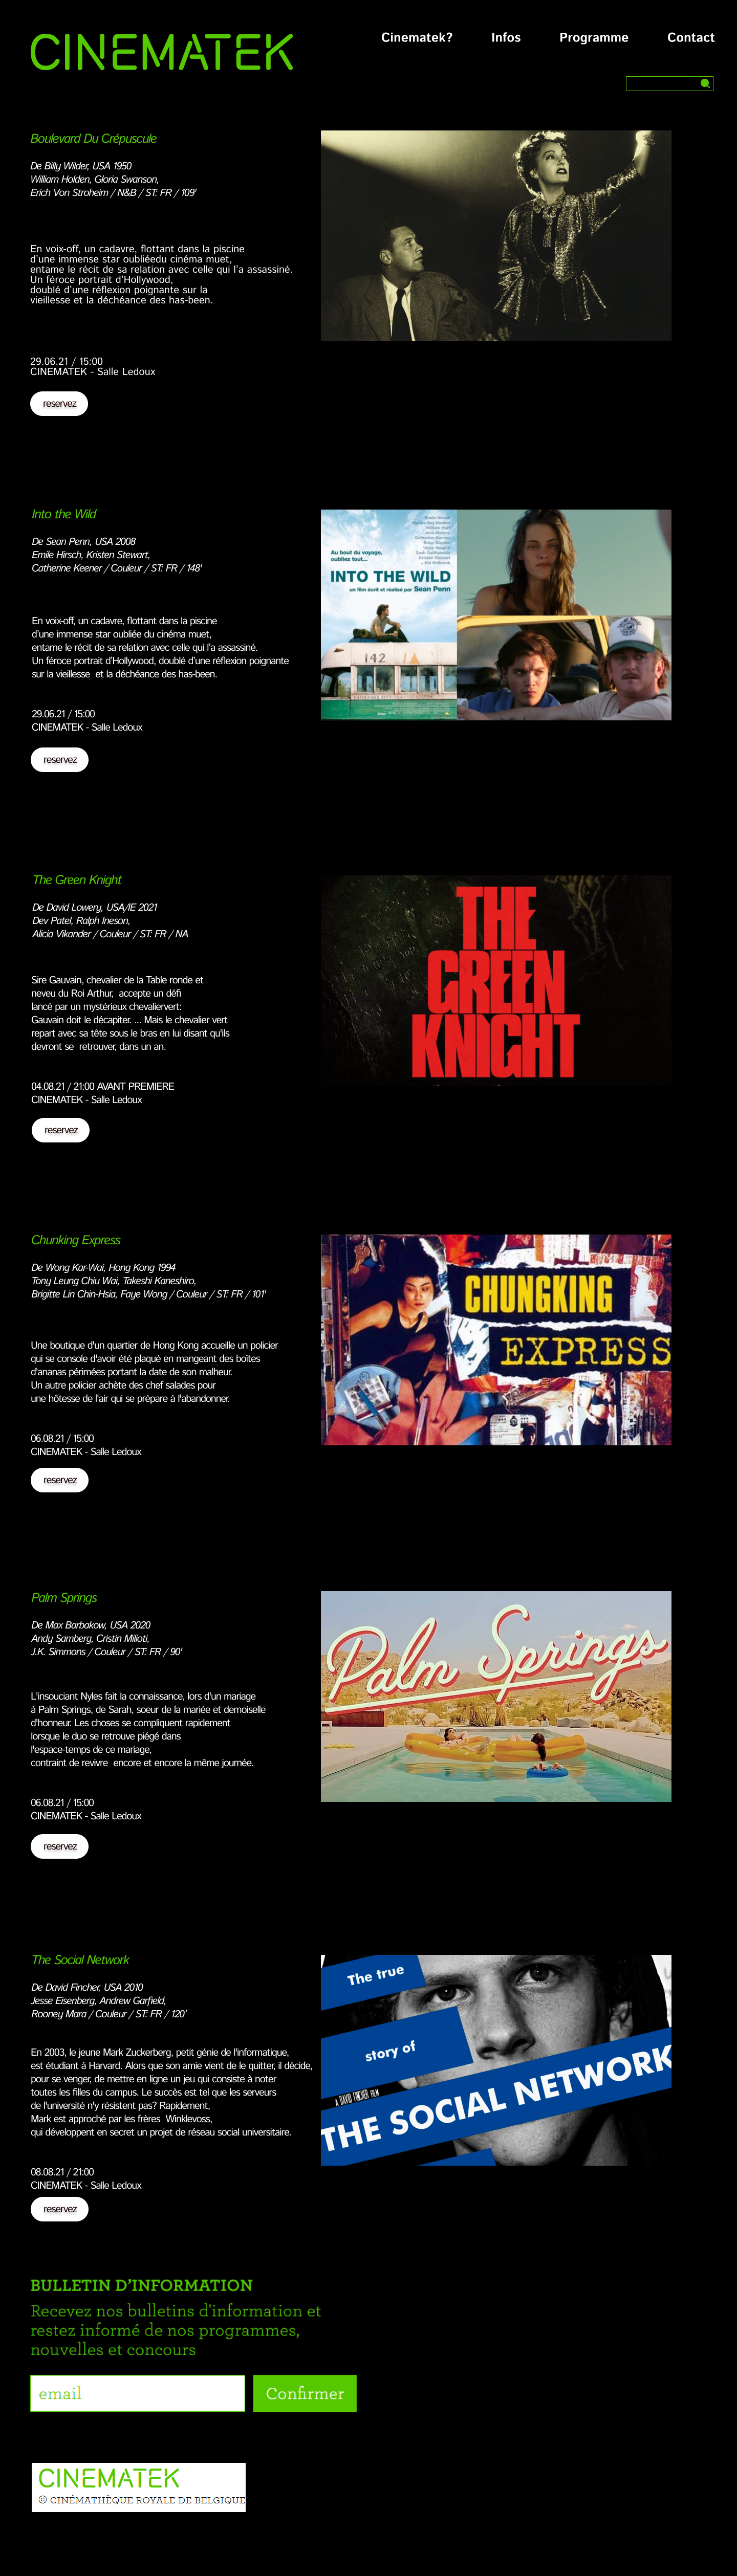 CINEMATEK
Cinematek? Infos Programme Contact
Boulevard Du Crépuscule
De Billy Wilder, USA 1950
William Holden, Gloria Swanson,
Erich Von Stroheim / N&B / ST: FR / 109'
En voix-off, un cadavre, flottant dans la piscine
d'une immense star oubliéedu cinéma muet,
entame le récit de sa relation avec celle qui l'a assassiné.
Un féroce portrait d'Hollywood,
doublé d'une réflexion poignante sur la
vieillesse et la déchéance des has-been.
29.06.21 / 15:00
CINEMATEK - Salle Ledoux
reservez
Into the Wild
De Sean Penn, USA 2008
Emile Hirsch, Kristen Stewart,
Catherine Keener / Couleur / ST: FR / 148'
En voix-off, un cadavre, flottant dans la piscine
d'une immense star oubliée du cinéma muet,
entame le récit de sa relation avec celle qui l'a assassiné.
Un féroce portrait d'Hollywood, doublé d'une réflexion poignante
sur la vieillesse et la déchéance des has-been.
29.06.21 / 15:00
CINEMATEK - Salle Ledoux
reservez
Au bout du voyage,
oubliez tout...
INTO THE WILD
un film écrit et réalisé par Sean Penn
142
The Green Knight
De David Lowery, USA/IE 2021
Dev Patel, Ralph Ineson,
Alicia Vikander / Couleur / ST: FR / NA
Sire Gauvain, chevalier de la Table ronde et
neveu du Roi Arthur, accepte un défi
lancé par un mystérieux chevaliervert:
Gauvain doit le décapiter. ... Mais le chevalier vert
repart avec sa tête sous le bras en lui disant qu'ils
devront se retrouver, dans un an.
04.08.21 / 21:00 AVANT PREMIERE
CINEMATEK - Salle Ledoux
reservez
THE
GREEN
KNIGHT
Chunking Express
De Wong Kar-Wai, Hong Kong 1994
Tony Leung Chiu Wai, Takeshi Kaneshiro,
Brigitte Lin Chin-Hsia, Faye Wong / Couleur / ST: FR / 101'
Une boutique d'un quartier de Hong Kong accueille un policier
qui se console d'avoir été plaqué en mangeant des boîtes
d'ananas périmées portant la date de son malheur.
Un autre policier achète des chef salades pour
une hôtesse de l'air qui se prépare à l'abandonner.
06.08.21 / 15:00
CINEMATEK - Salle Ledoux
reservez
CHUNGKING
EXPRESS
Palm Springs
De Max Barbakow, USA 2020
Andy Samberg, Cristin Milioti,
J.K. Simmons / Couleur / ST: FR / 90'
L'insouciant Nyles fait la connaissance, lors d'un mariage
à Palm Springs, de Sarah, soeur de la mariée et demoiselle
d'honneur. Les choses se compliquent rapidement
lorsque le duo se retrouve piégé dans
l'espace-temps de ce mariage,
contraint de revivre encore et encore la même journée.
06.08.21 / 15:00
CINEMATEK - Salle Ledoux
reservez
Palm Springs
The Social Network
De David Fincher, USA 2010
Jesse Eisenberg, Andrew Garfield,
Rooney Mara / Couleur / ST: FR / 120'
En 2003, le jeune Mark Zuckerberg, petit génie de l'informatique,
est étudiant à Harvard. Alors que son amie vient de le quitter, il décide,
pour se venger, de mettre en ligne un jeu qui consiste à noter
toutes les filles du campus. Le succès est tel que les serveurs
de l'université n'y résistent pas? Rapidement,
Mark est approché par les frères Winklevoss,
qui développent en secret un projet de réseau social universitaire.
08.08.21 / 21:00
CINEMATEK - Salle Ledoux
reservez
The true
story of
A DAVID FINCHER FILM
THE SOCIAL NETWORK
BULLETIN D'INFORMATION
Recevez nos bulletins d'information et
restez informé de nos programmes,
nouvelles et concours
email Confirmer
CINEMATEK
© CINÉMATHÈQUE ROYALE DE BELGIQUE